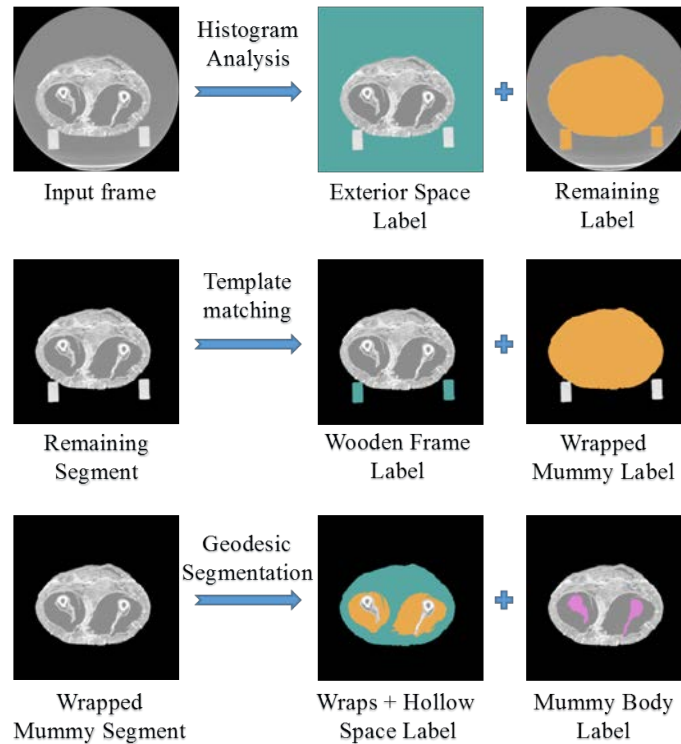 Histogram
Analysis
Input frame
Exterior Space
Label
Remaining
Label
Template
matching
Remaining
Segment
Wooden Frame
Label
Wrapped
Mummy Label
Geodesic
Segmentation
Wrapped
Mummy Segment
Wraps + Hollow
Space Label
Mummy Body
Label